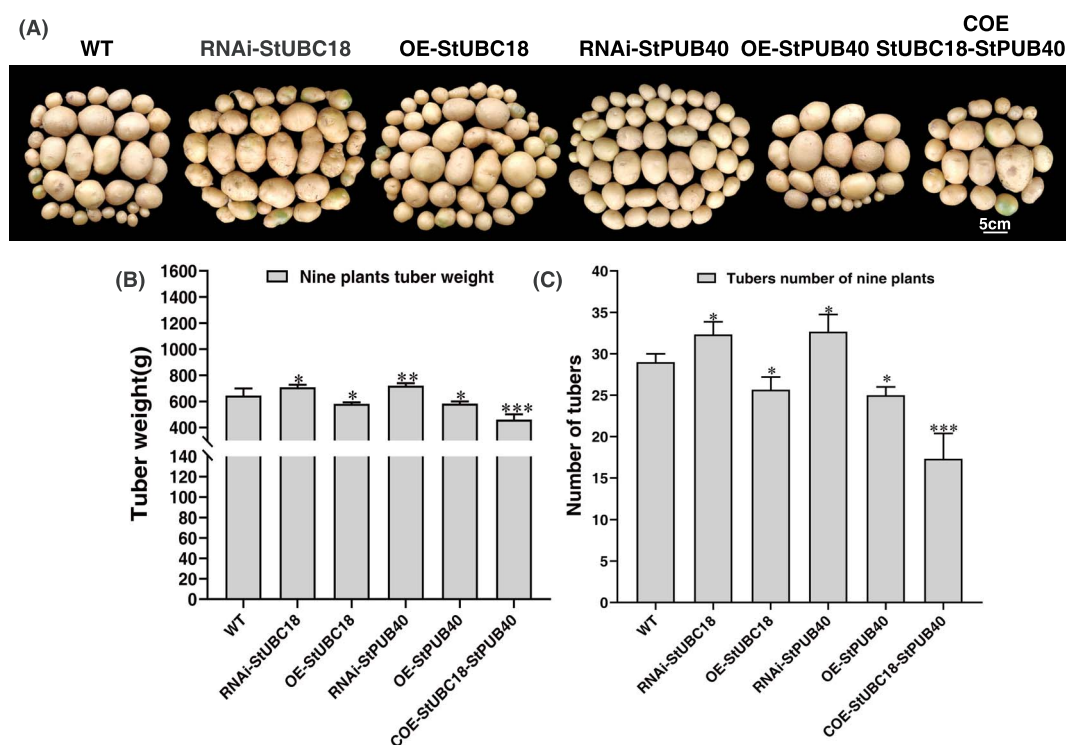 (A)
WT
RNAi-StUBC18
OE-StUBC18
RNAi-StPUB40
OE-StPUB40
COE
StUBC18-StPUB40
5cm
(B)
Nine plants tuber weight
Tuber weight(g)
1600
1400
1200
1000
800
600
400
140
120
100
80
60
40
20
0
*
*
**
*
***
WT
RNAi-StUBC18
OE-StUBC18
RNAi-StPUB40
OE-StPUB40
COE-StUBC18-StPUB40
(C)
Tubers number of nine plants
Number of tubers
40
35
30
25
20
15
10
5
0
*
*
*
*
***
WT
RNAi-StUBC18
OE-StUBC18
RNAi-StPUB40
OE-StPUB40
COE-StUBC18-StPUB40